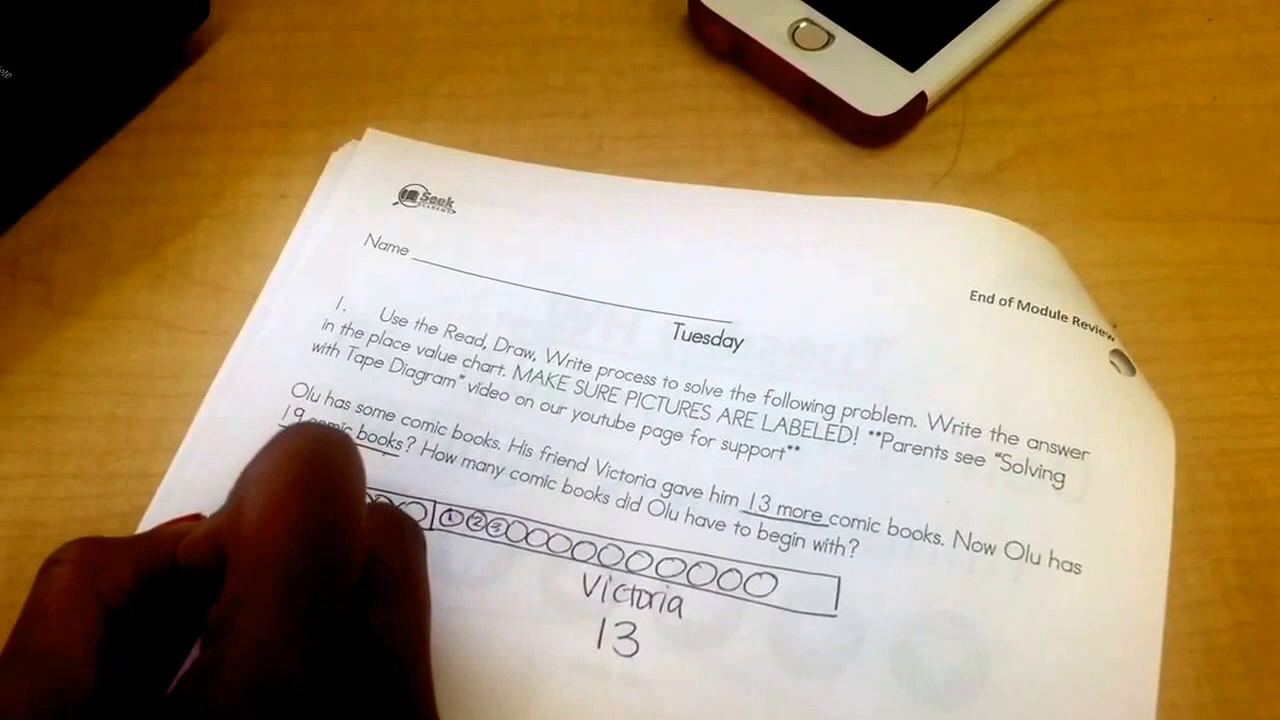 Seek
ACADEMY
Name
End of Module Review
Tuesday
1. Use the Read, Draw, Write process to solve the following problem. Write the answer
in the place value chart. MAKE SURE PICTURES ARE LABELED! **Parents see "Solving
with Tape Diagram" video on our youtube page for support**
Olu has some comic books. His friend Victoria gave him 13 more comic books. Now Olu has
19 comic books? How many comic books did Olu have to begin with?
1 2 3
Victoria
13